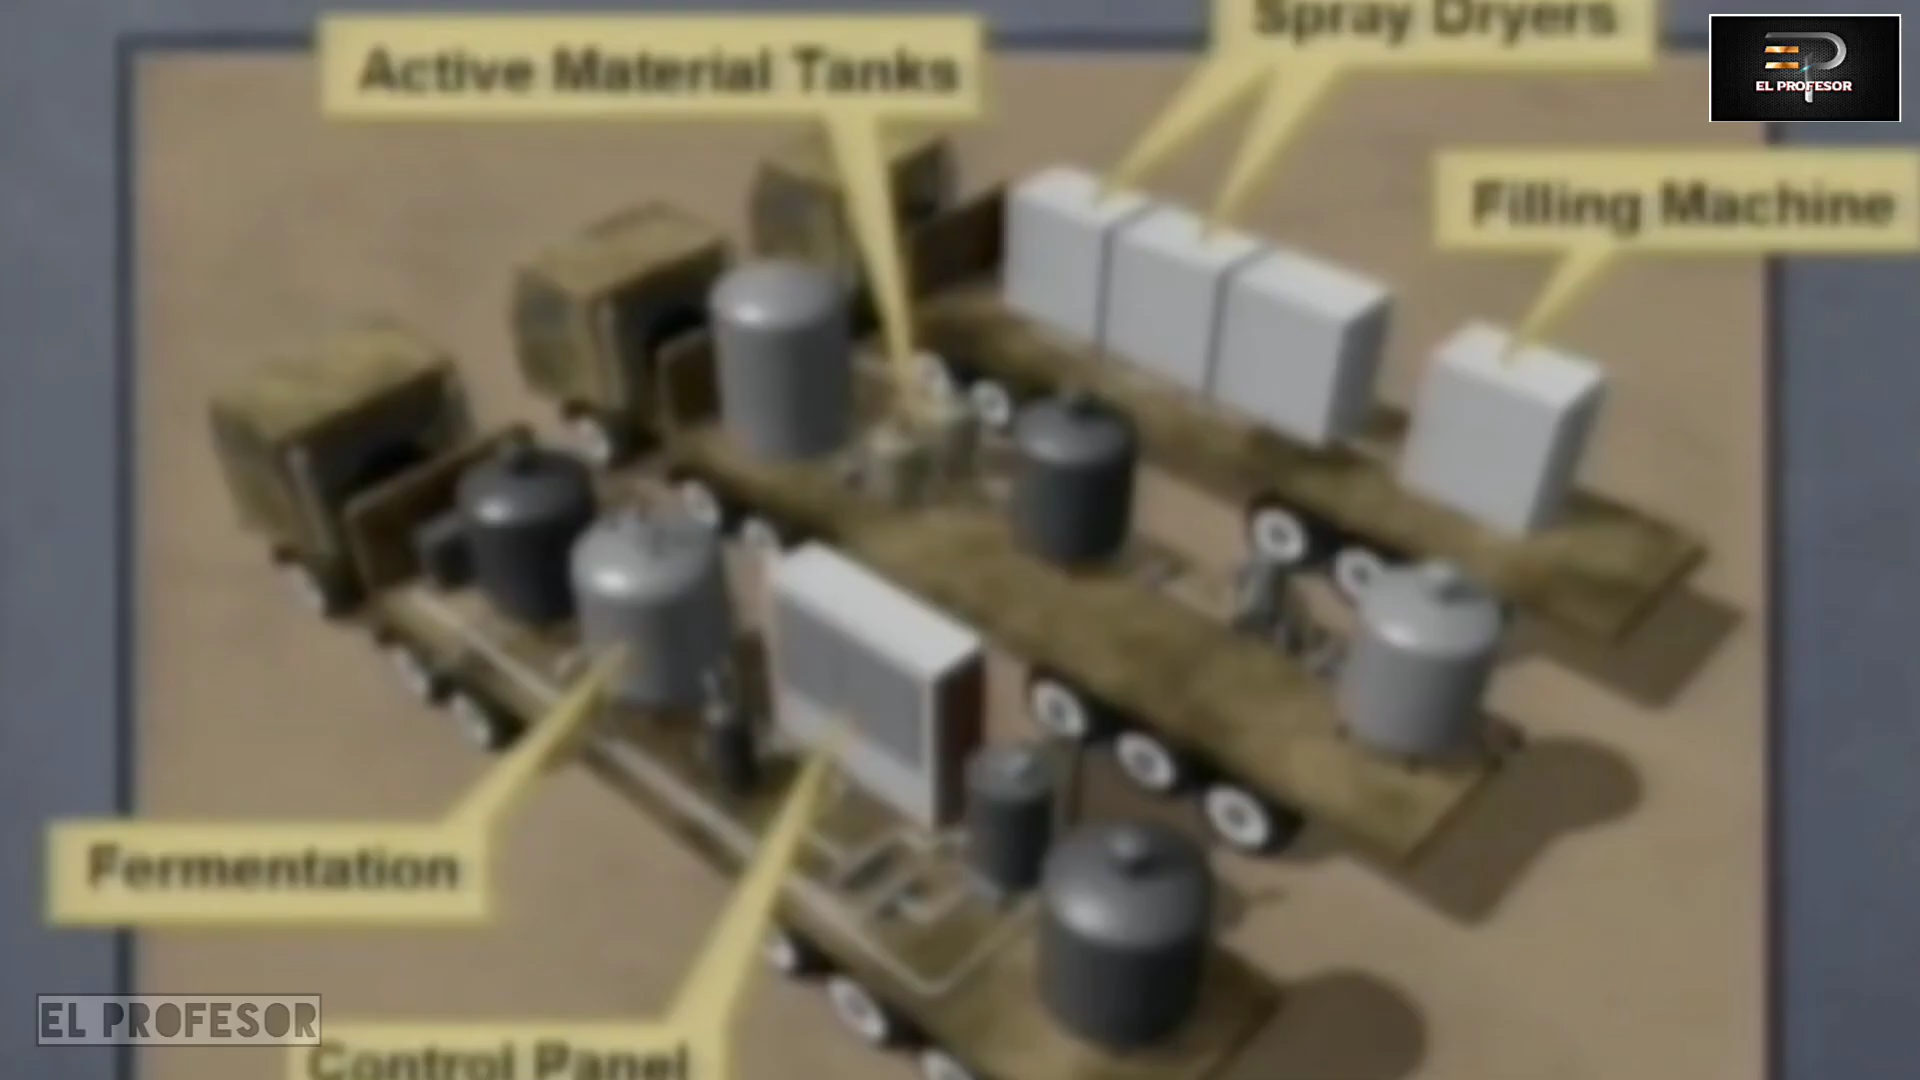 Spray Dryers
Active Material Tanks
EL PROFESOR
Filling Machine
Fermentation
EL PROFESOR
Control Panel